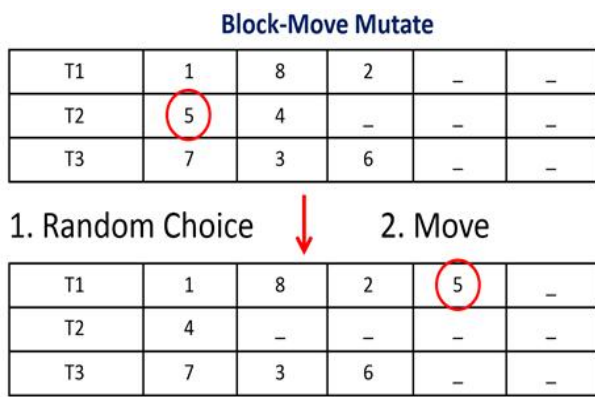 Block-Move Mutate
T1 1 8 2 _ _
T2 5 4 _ _ _
T3 7 3 6 _ _
1. Random Choice 2. Move
T1 1 8 2 5 _
T2 4 _ _ _ _
T3 7 3 6 _ _